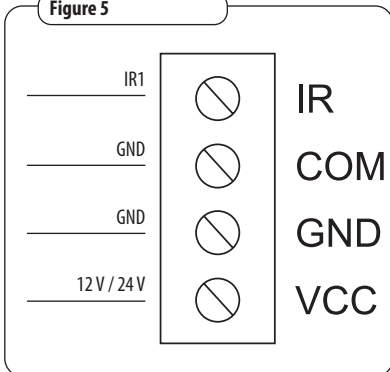 Figure 5
IR1 IR
GND COM
GND GND
12 V / 24 V VCC